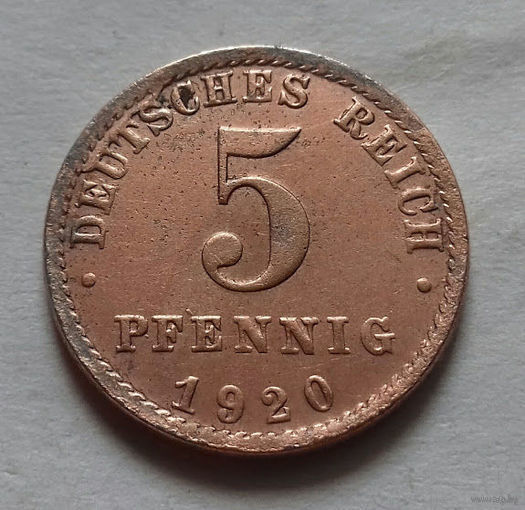 · DEUTSCHES REICH ·
5
PFENNIG
1920